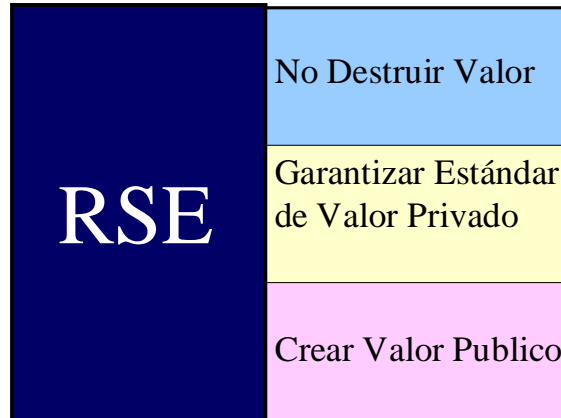 RSE
No Destruir Valor
Garantizar Estándar
de Valor Privado
Crear Valor Publico